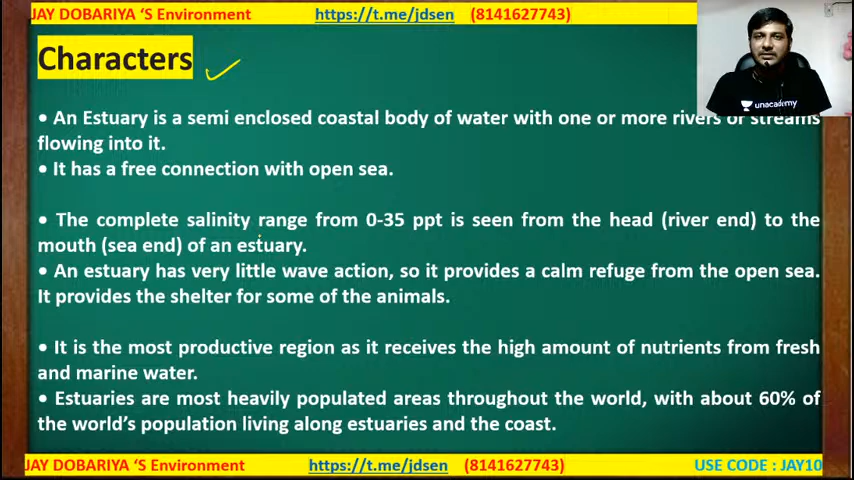 JAY DOBARIYA ‘S Environment https://t.me/jdsen (8141627743)
Characters
unacademy
• An Estuary is a semi enclosed coastal body of water with one or more rivers or streams
flowing into it.
• It has a free connection with open sea.
• The complete salinity range from 0-35 ppt is seen from the head (river end) to the
mouth (sea end) of an estuary.
• An estuary has very little wave action, so it provides a calm refuge from the open sea.
It provides the shelter for some of the animals.
• It is the most productive region as it receives the high amount of nutrients from fresh
and marine water.
• Estuaries are most heavily populated areas throughout the world, with about 60% of
the world’s population living along estuaries and the coast.
JAY DOBARIYA ‘S Environment https://t.me/jdsen (8141627743) USE CODE : JAY10